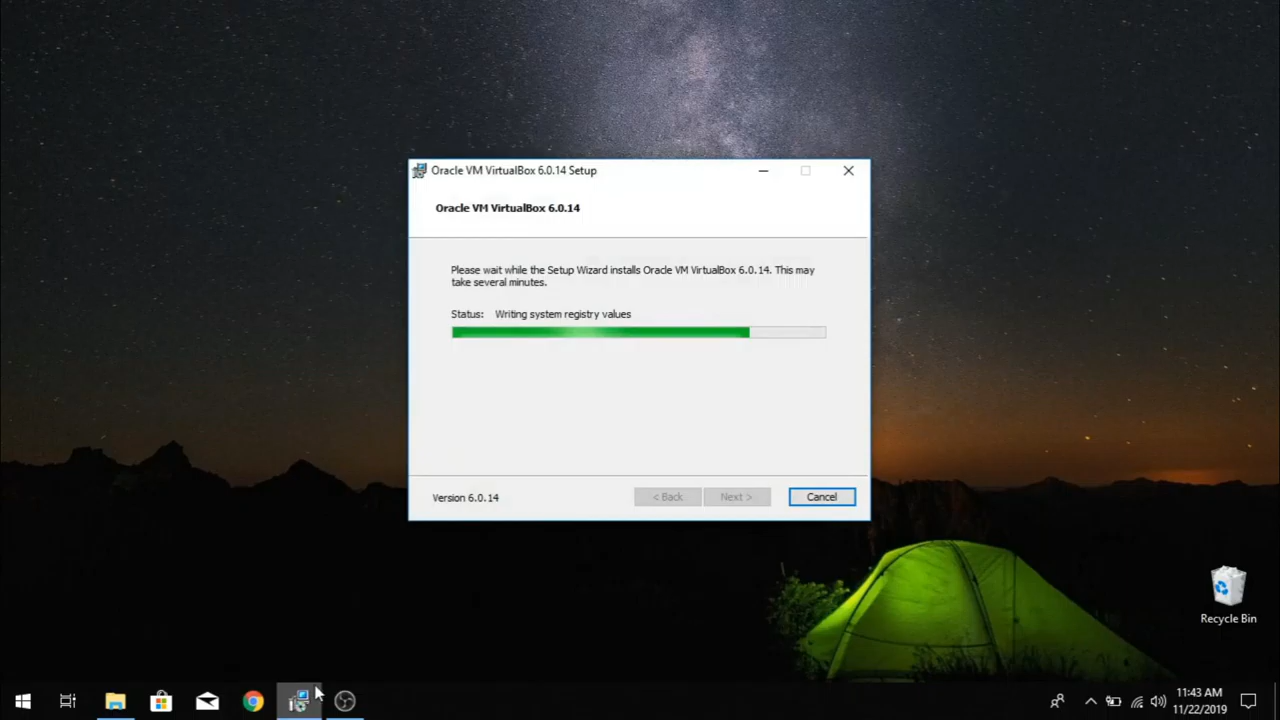 Oracle VM VirtualBox 6.0.14 Setup
Oracle VM VirtualBox 6.0.14
Please wait while the Setup Wizard installs Oracle VM VirtualBox 6.0.14. This may
take several minutes.
Status: Writing system registry values
Version 6.0.14
< Back Next > Cancel
Recycle Bin
11:43 AM
11/22/2019